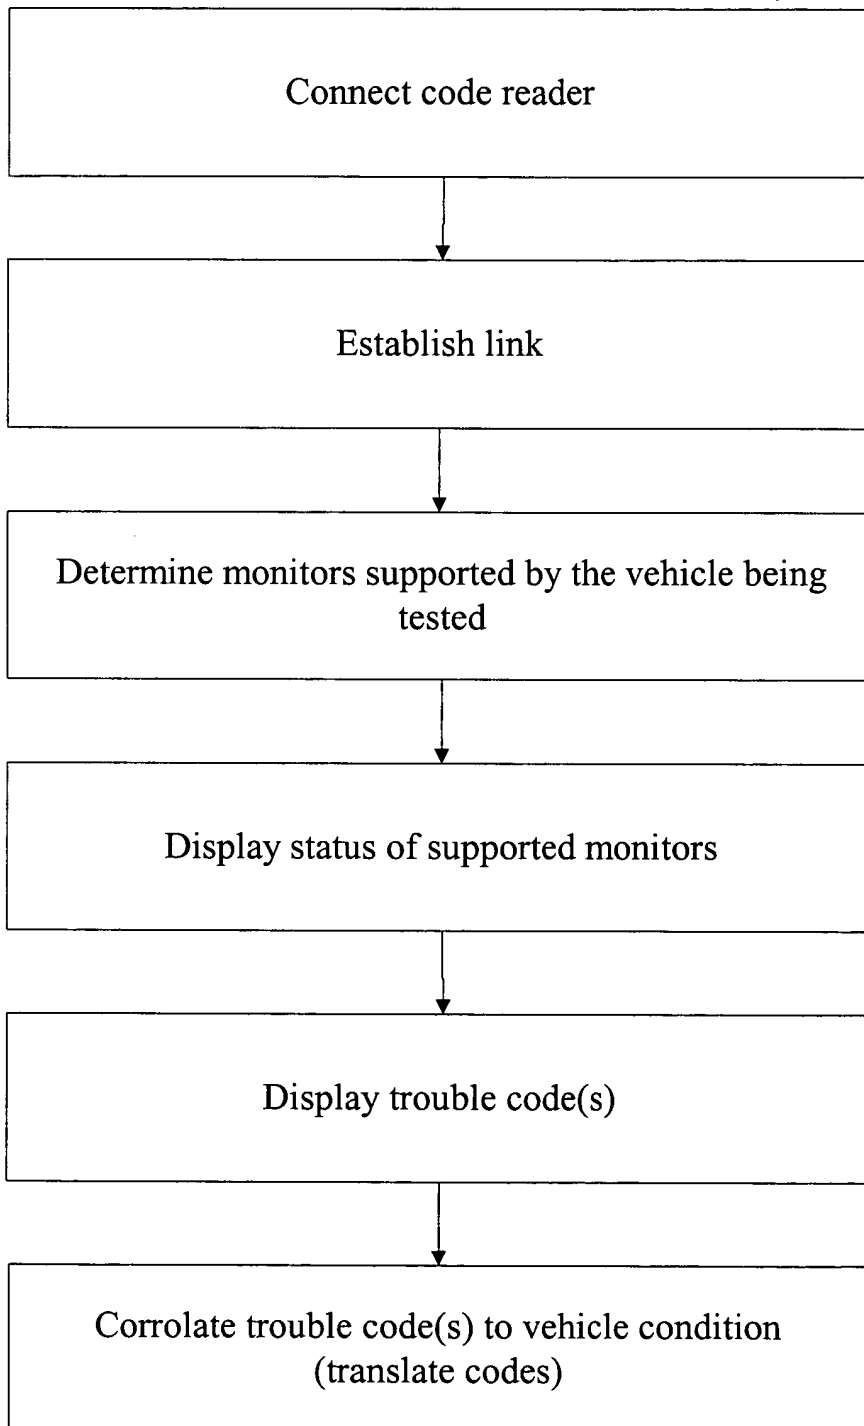 Connect code reader
Establish link
Determine monitors supported by the vehicle being
tested
Display status of supported monitors
Display trouble code(s)
Corrolate trouble code(s) to vehicle condition
(translate codes)